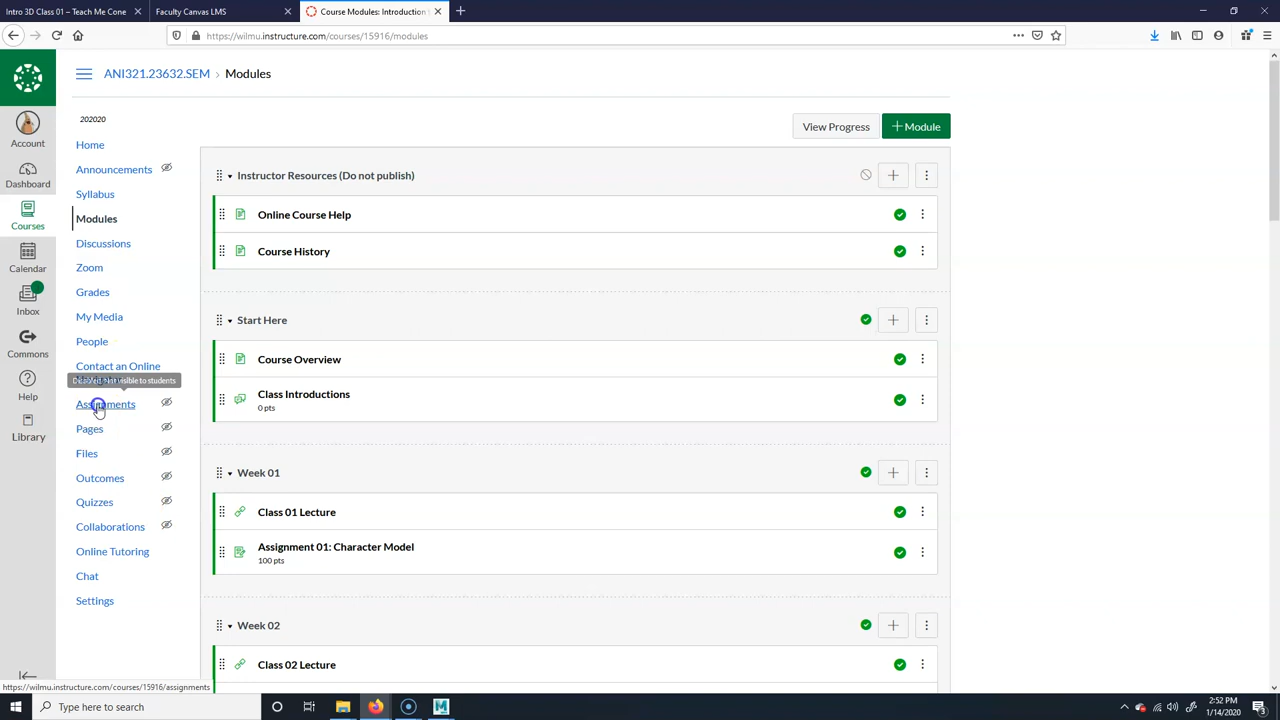 Intro 3D Class 01 – Teach Me Cone
Faculty Canvas LMS
Course Modules: Introduction
https://wilmu.instructure.com/courses/15916/modules
ANI321.23632.SEM › Modules
202020
View Progress
+ Module
Account
Dashboard
Courses
Calendar
Inbox
Commons
Help
Library
Home
Announcements
Syllabus
Modules
Discussions
Zoom
Grades
My Media
People
Contact an Online
visible to students
Assignments
Pages
Files
Outcomes
Quizzes
Collaborations
Online Tutoring
Chat
Settings
Instructor Resources (Do not publish)
Online Course Help
Course History
Start Here
Course Overview
Class Introductions
0 pts
Week 01
Class 01 Lecture
Assignment 01: Character Model
100 pts
Week 02
Class 02 Lecture
https://wilmu.instructure.com/courses/15916/assignments
Type here to search
2:52 PM
1/14/2020
3